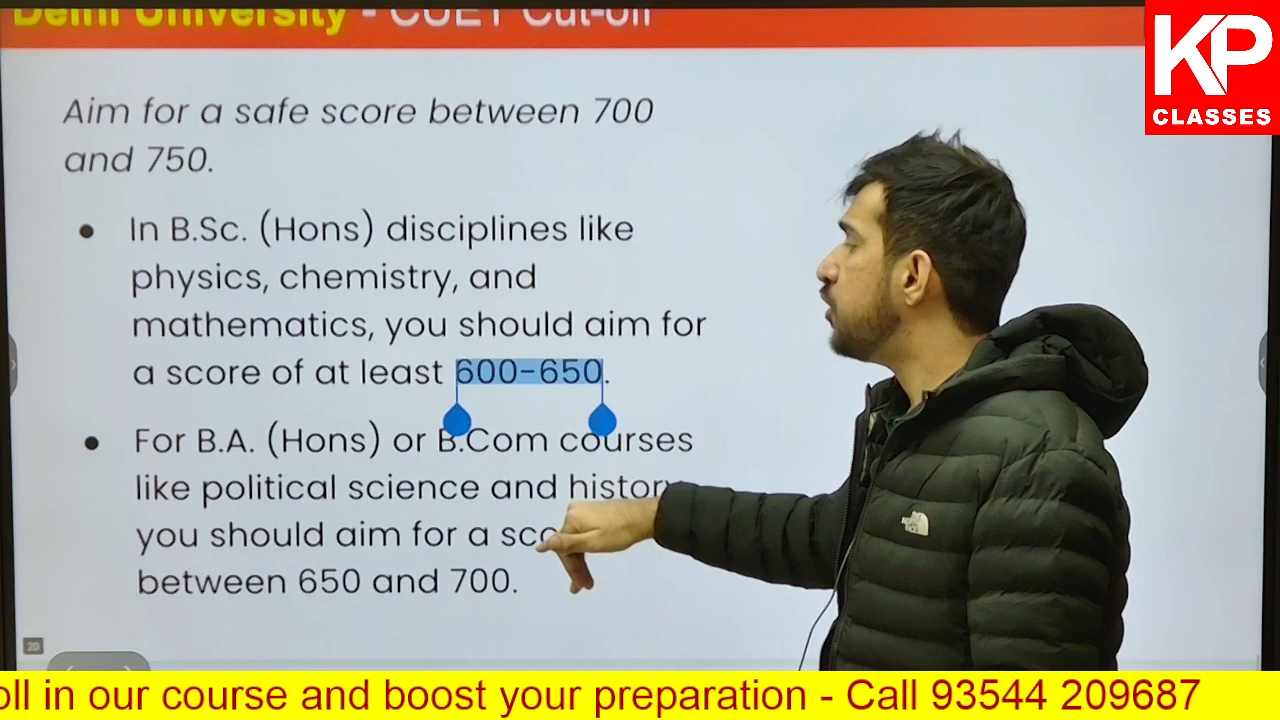 Delhi University - CUET Cut-off
KP
CLASSES
Aim for a safe score between 700
and 750.
• In B.Sc. (Hons) disciplines like
physics, chemistry, and
mathematics, you should aim for
a score of at least 600-650.
• For B.A. (Hons) or B.Com courses
like political science and history
you should aim for a sco
between 650 and 700.
20
oll in our course and boost your preparation - Call 93544 209687